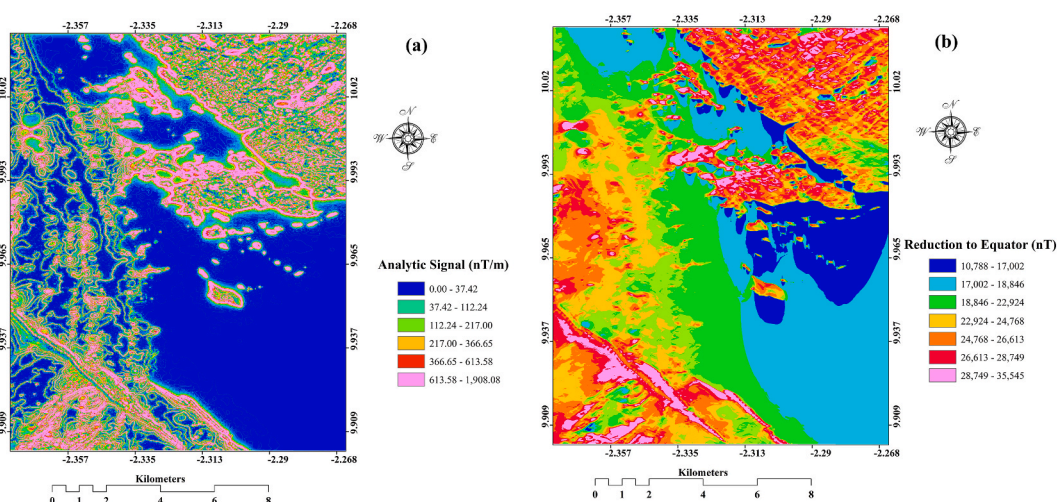 -2.357 -2.335 -2.313 -2.29 -2.268
(a)
10.02
9.993
9.965
9.937
9.909
10.02
9.993
9.965
9.937
9.909
N
W E
S
Analytic Signal (nT/m)
0.00 - 37.42
37.42 - 112.24
112.24 - 217.00
217.00 - 366.65
366.65 - 613.58
613.58 - 1,908.08
-2.357 -2.335 -2.313 -2.29 -2.268
Kilometers
0 1 2 4 6 8
-2.357 -2.335 -2.313 -2.29 -2.268
(b)
10.02
9.993
9.965
9.937
9.909
10.02
9.993
9.965
9.937
9.909
N
W E
S
Reduction to Equator (nT)
10,788 - 17,002
17,002 - 18,846
18,846 - 22,924
22,924 - 24,768
24,768 - 26,613
26,613 - 28,749
28,749 - 35,545
-2.357 -2.335 -2.313 -2.29 -2.268
Kilometers
0 1 2 4 6 8